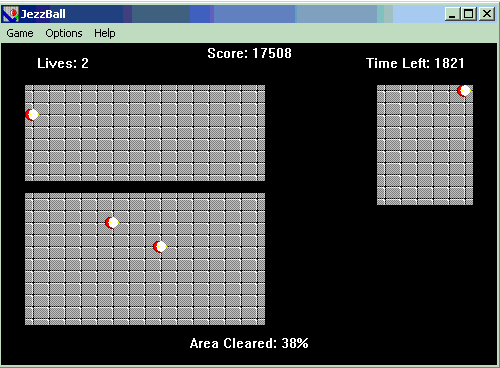 JezzBall
Game Options Help
Score: 17508
Lives: 2 Time Left: 1821
Area Cleared: 38%